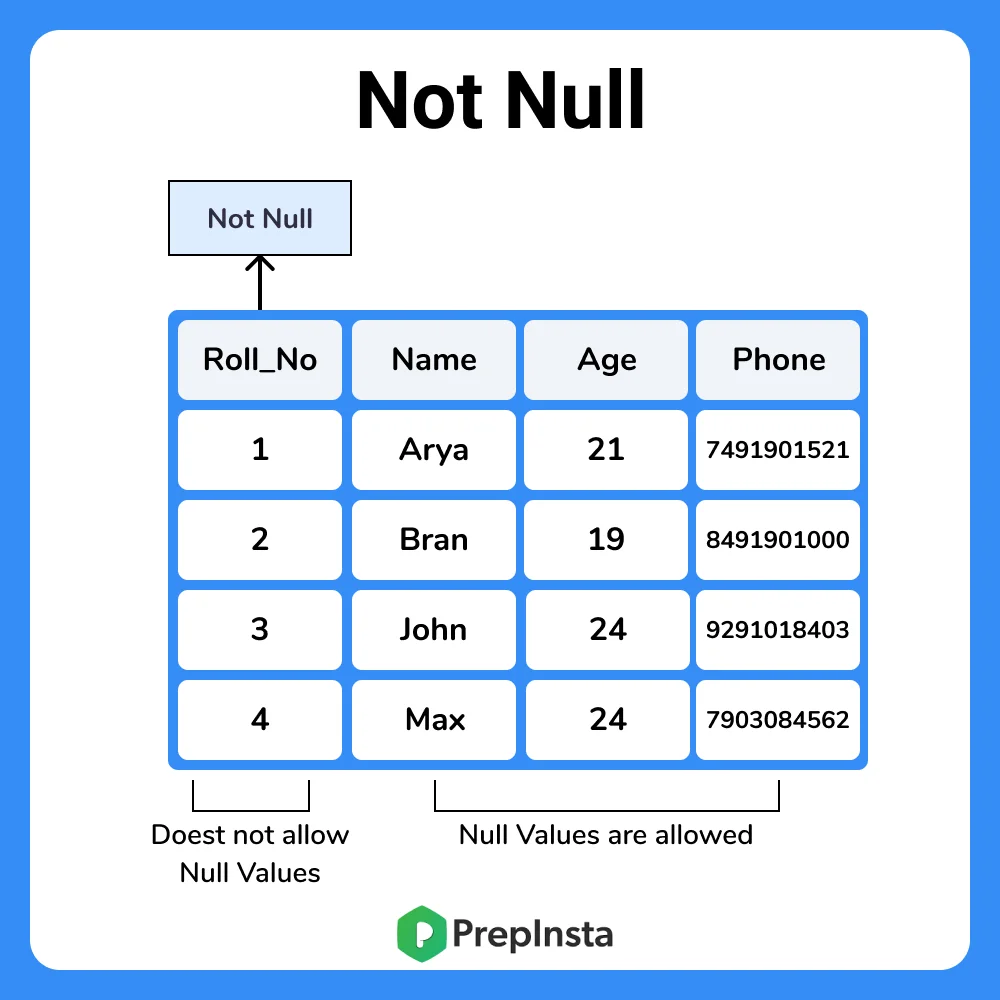 Not Null
Not Null
Roll_No Name Age Phone
1 Arya 21 7491901521
2 Bran 19 8491901000
3 John 24 9291018403
4 Max 24 7903084562
Doest not allow
Null Values
Null Values are allowed
PrepInsta